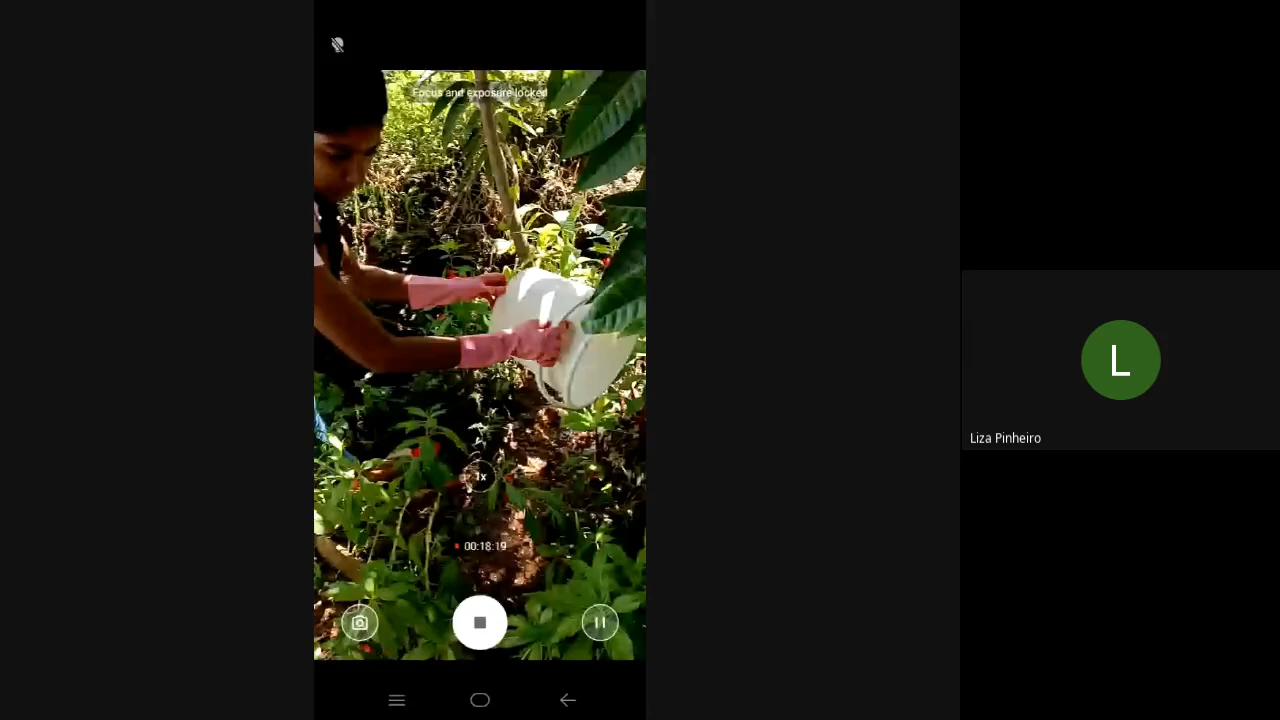 Focus and exposure locked
1x
00:18:19
L
Liza Pinheiro